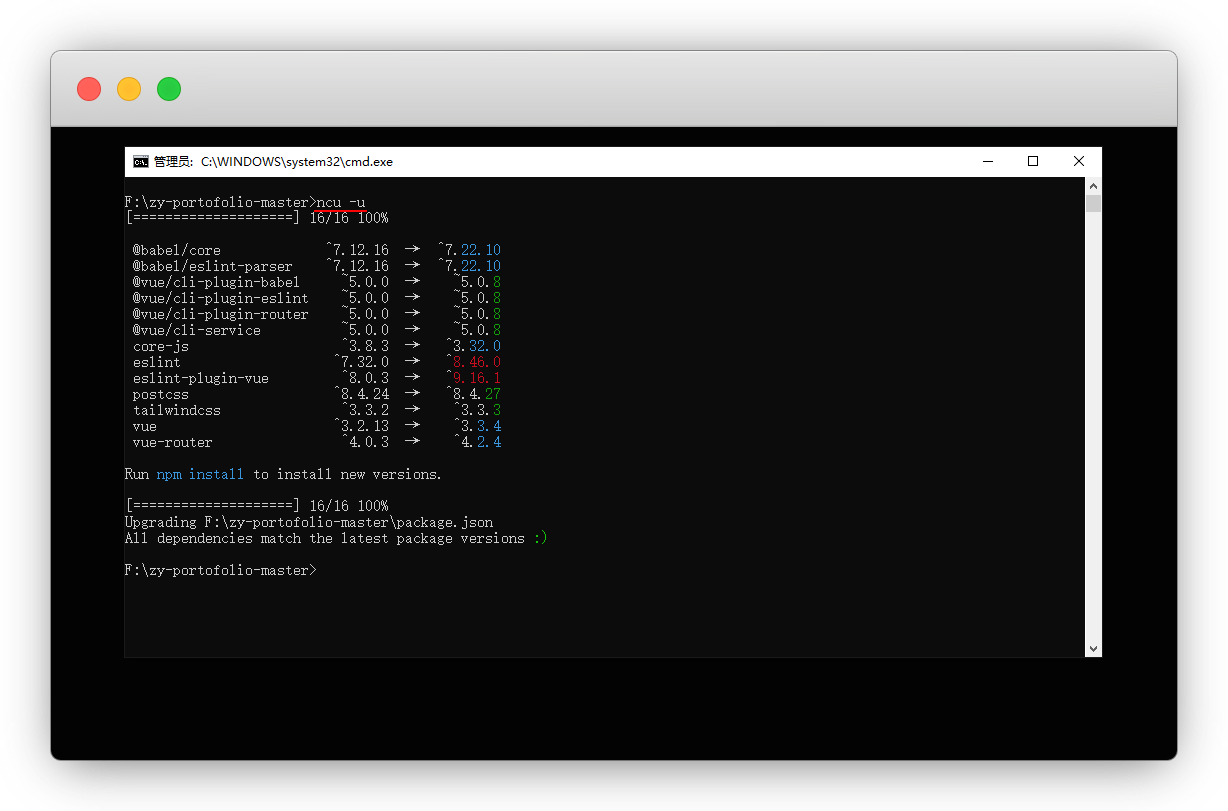 管理员: C:\WINDOWS\system32\cmd.exe
F:\zy-portofolio-master>ncu -u
[====================] 16/16 100%
@babel/core ^7.12.16 → ^7.22.10
@babel/eslint-parser ^7.12.16 → ^7.22.10
@vue/cli-plugin-babel ~5.0.0 → ~5.0.8
@vue/cli-plugin-eslint ~5.0.0 → ~5.0.8
@vue/cli-plugin-router ~5.0.0 → ~5.0.8
@vue/cli-service ~5.0.0 → ~5.0.8
core-js ^3.8.3 → ^3.32.0
eslint ^7.32.0 → ^8.46.0
eslint-plugin-vue ^8.0.3 → ^9.16.1
postcss ^8.4.24 → ^8.4.27
tailwindcss ^3.3.2 → ^3.3.3
vue ^3.2.13 → ^3.3.4
vue-router ^4.0.3 → ^4.2.4
Run npm install to install new versions.
[====================] 16/16 100%
Upgrading F:\zy-portofolio-master\package.json
All dependencies match the latest package versions :)
F:\zy-portofolio-master>